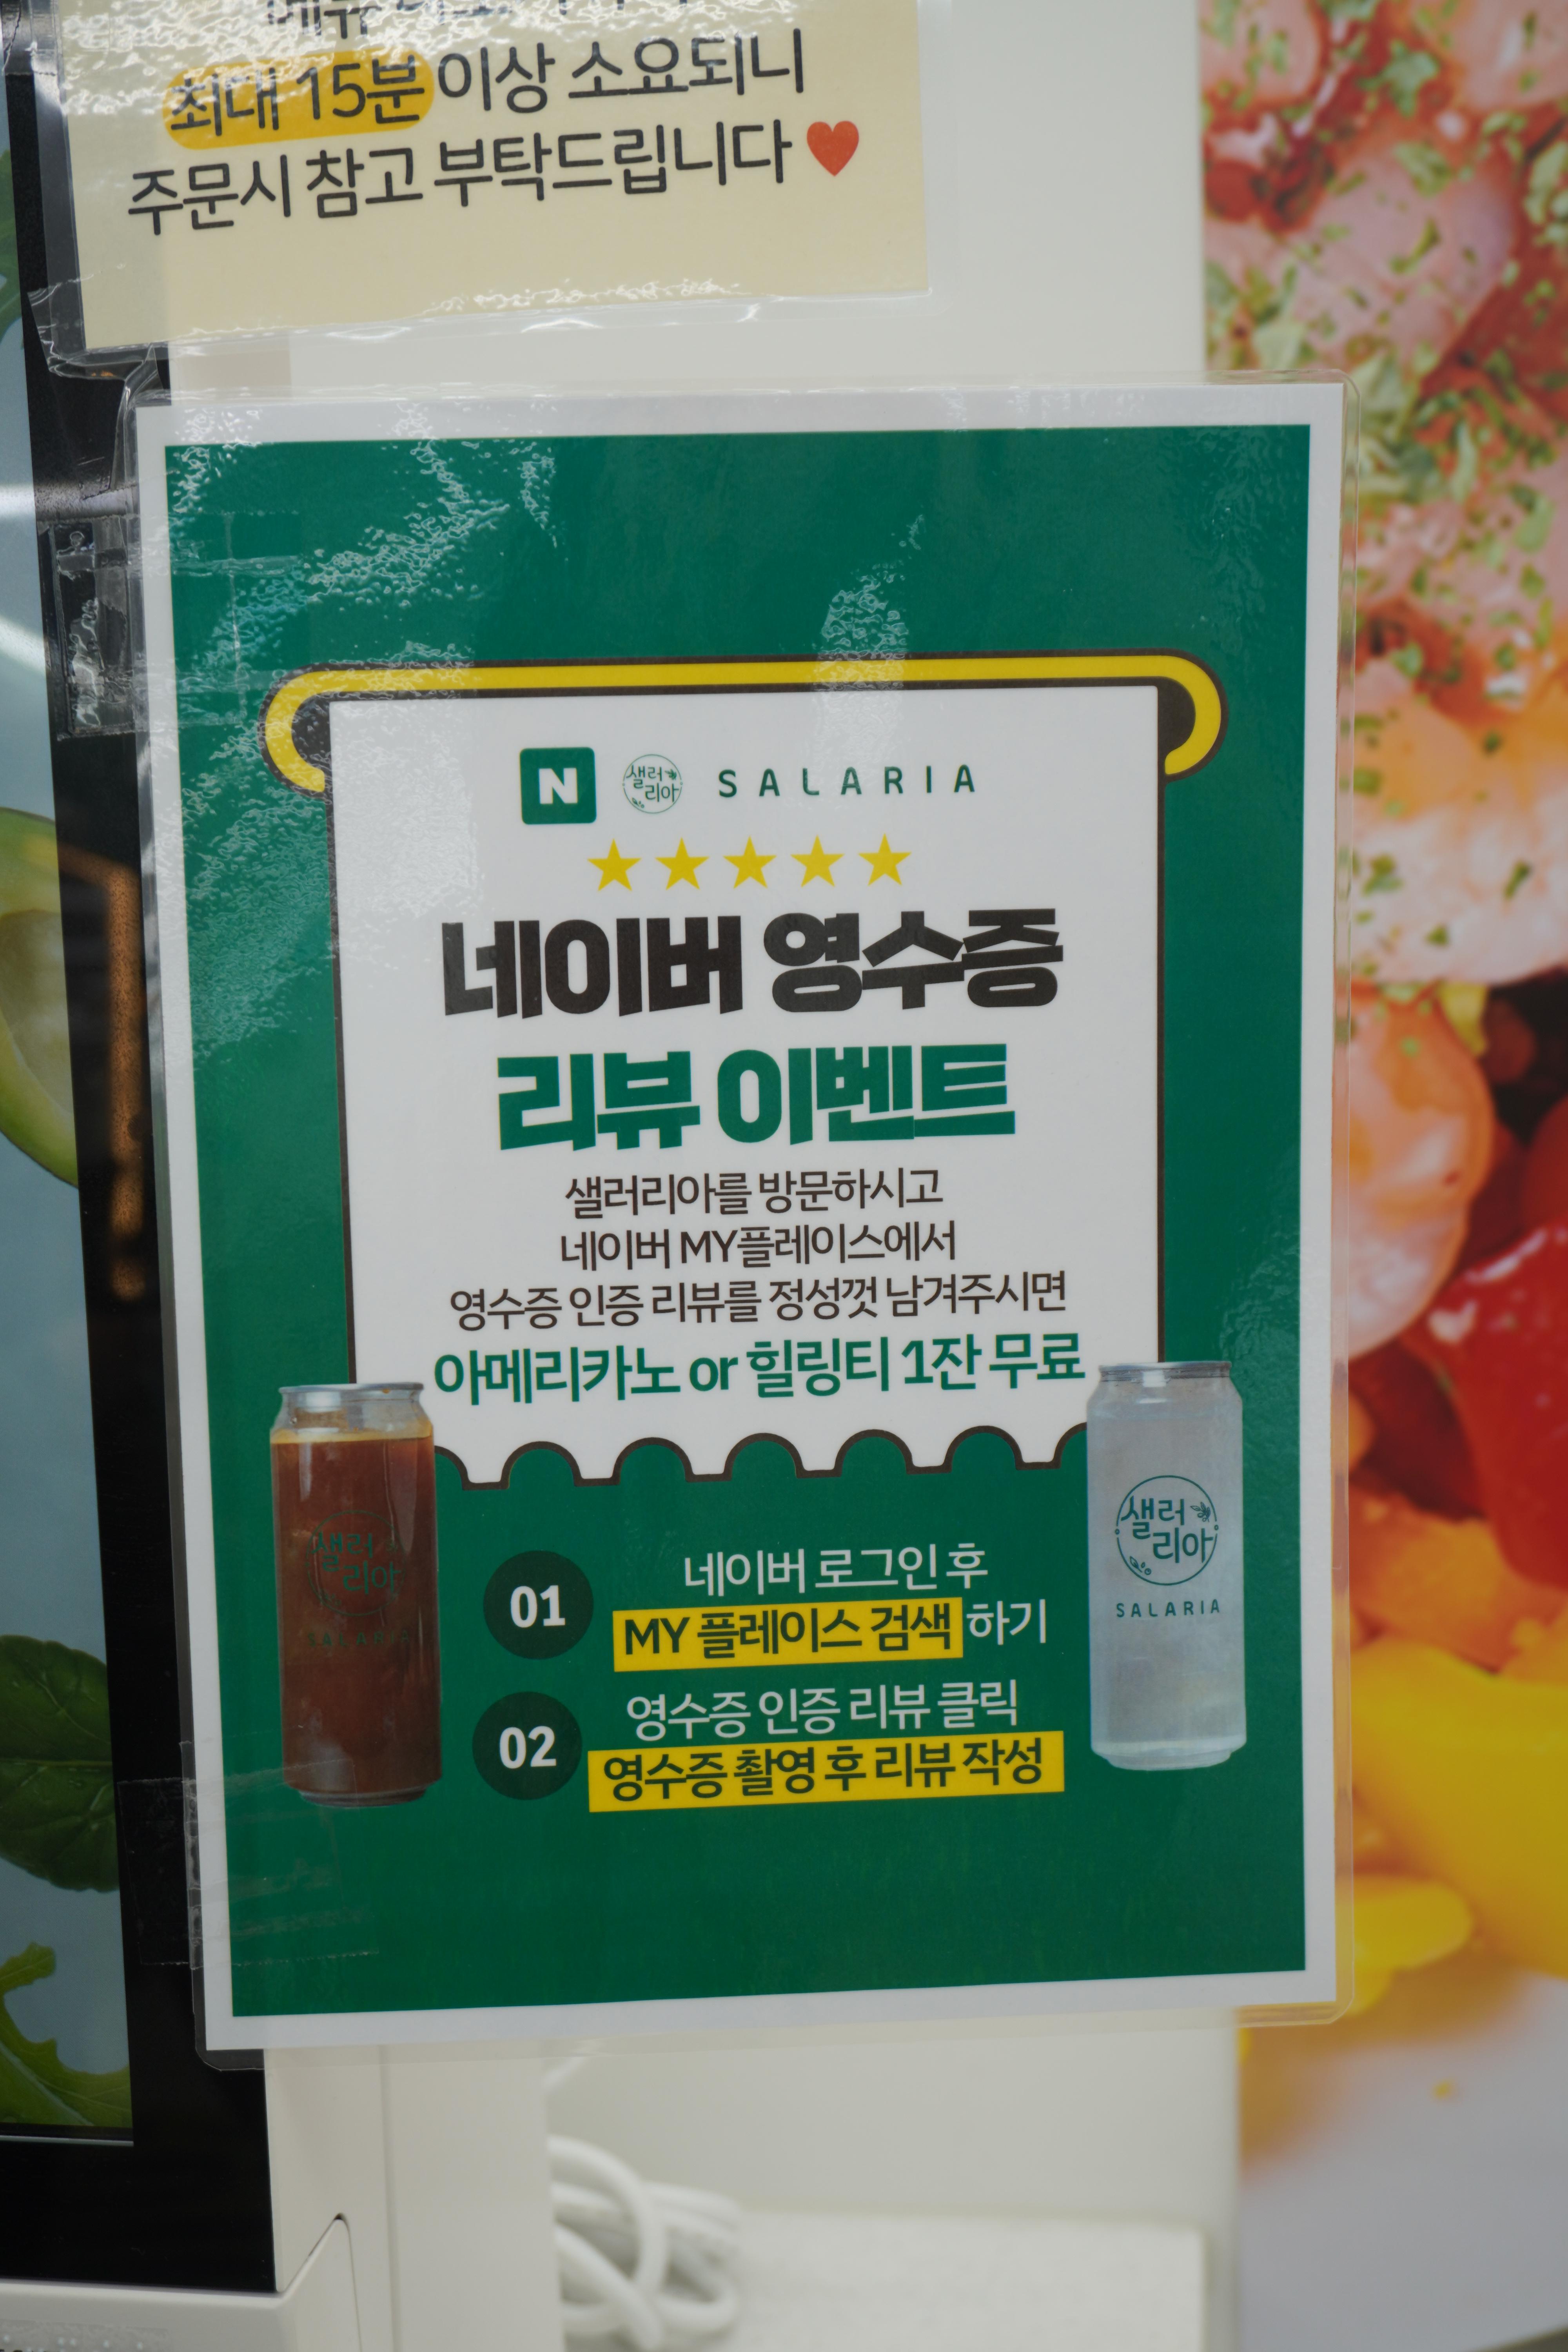 최대 15분 이상 소요되니
주문시 참고 부탁드립니다 ♥
N 샐러리아 SALARIA
★★★★★
네이버 영수증
리뷰 이벤트
샐러리아를 방문하시고
네이버 MY플레이스에서
영수증 인증 리뷰를 정성껏 남겨주시면
아메리카노 or 힐링티 1잔 무료
샐러
리아
SALARIA
샐러
리아
SALARIA
01
네이버 로그인 후
MY 플레이스 검색 하기
02
영수증 인증 리뷰 클릭
영수증 촬영 후 리뷰 작성